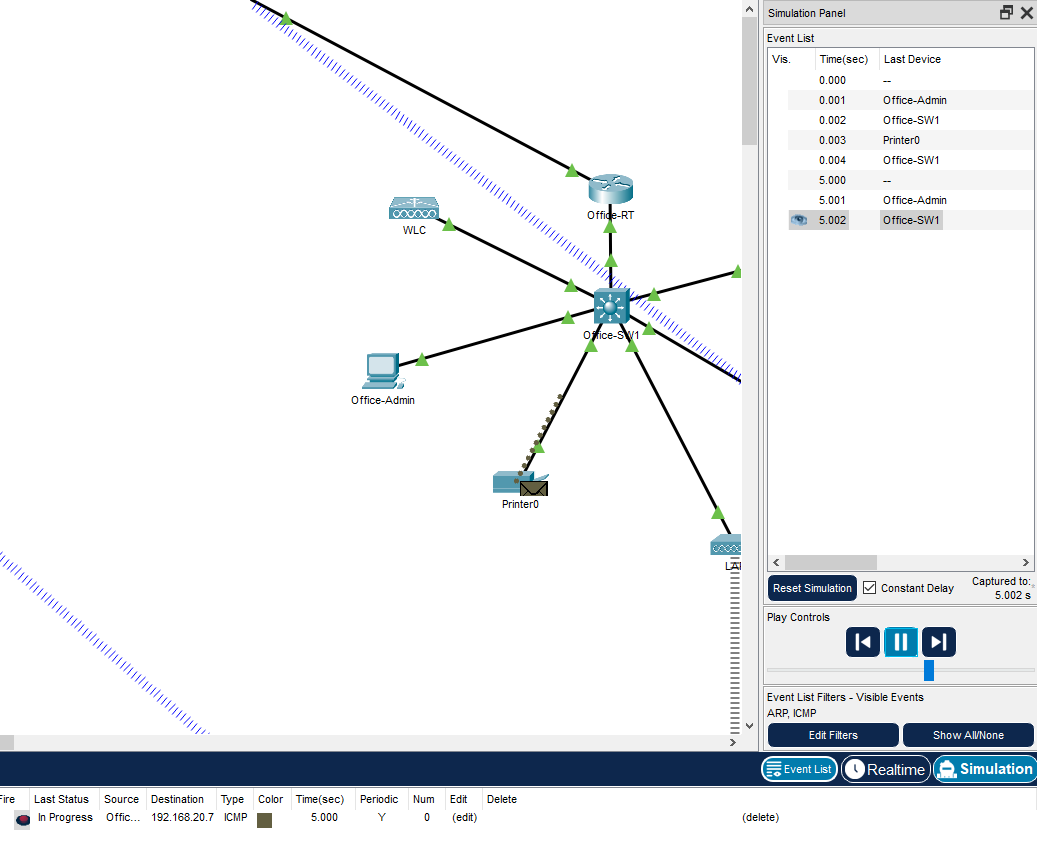 Simulation Panel
Event List
Vis. Time(sec) Last Device
0.000 --
0.001 Office-Admin
0.002 Office-SW1
0.003 Printer0
0.004 Office-SW1
5.000 --
5.001 Office-Admin
5.002 Office-SW1
Office-RT
WLC
Office-SW1
Office-Admin
Printer0
LAI
Reset Simulation Constant Delay Captured to:
5.002 s
Play Controls
Event List Filters - Visible Events
ARP, ICMP
Edit Filters Show All/None
Event List Realtime Simulation
Fire Last Status Source Destination Type Color Time(sec) Periodic Num Edit Delete
In Progress Offic... 192.168.20.7 ICMP 5.000 Y 0 (edit) (delete)